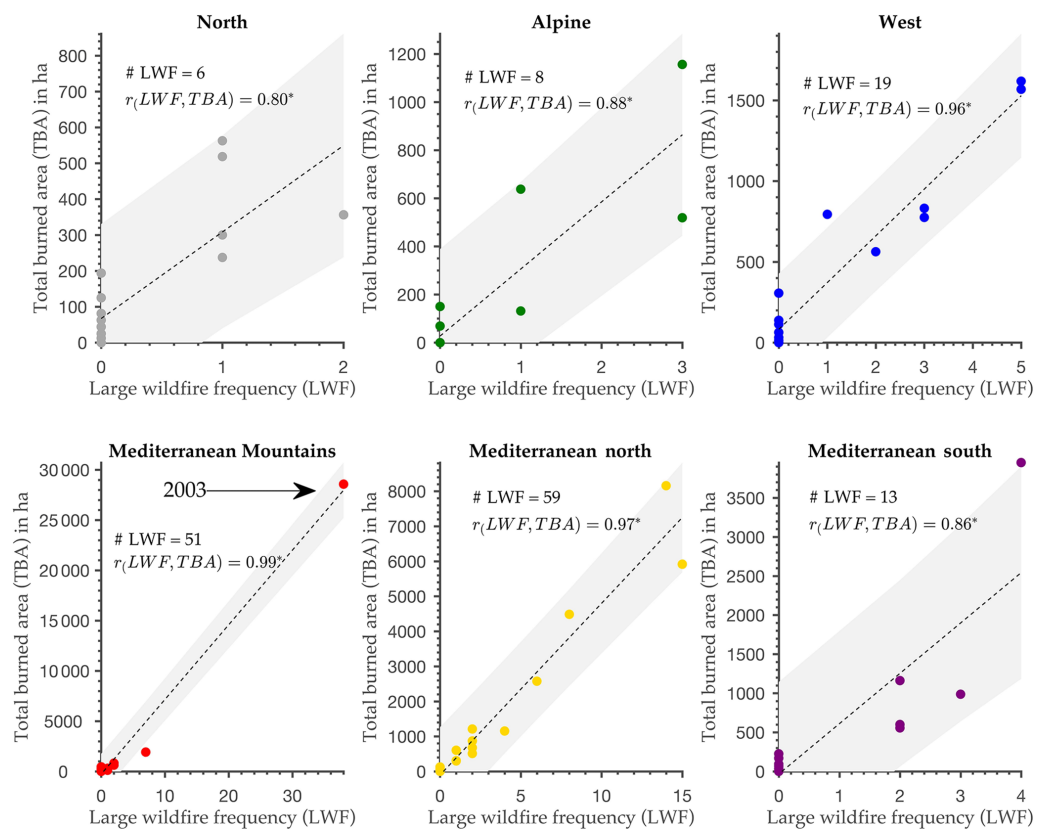 North
Total burned area (TBA) in ha
800
700
600
500
400
300
200
100
0
# LWF = 6
r(LWF, TBA) = 0.80*
0 1 2
Large wildfire frequency (LWF)
Alpine
Total burned area (TBA) in ha
1200
1000
800
600
400
200
0
# LWF = 8
r(LWF, TBA) = 0.88*
0 1 2 3
Large wildfire frequency (LWF)
West
Total burned area (TBA) in ha
1500
1000
500
0
# LWF = 19
r(LWF, TBA) = 0.96*
0 1 2 3 4 5
Large wildfire frequency (LWF)
Mediterranean Mountains
Total burned area (TBA) in ha
30 000
25 000
20 000
15 000
10 000
5000
0
2003
# LWF = 51
r(LWF, TBA) = 0.99*
0 10 20 30
Large wildfire frequency (LWF)
Mediterranean north
Total burned area (TBA) in ha
8000
7000
6000
5000
4000
3000
2000
1000
0
# LWF = 59
r(LWF, TBA) = 0.97*
0 5 10 15
Large wildfire frequency (LWF)
Mediterranean south
Total burned area (TBA) in ha
3500
3000
2500
2000
1500
1000
500
0
# LWF = 13
r(LWF, TBA) = 0.86*
0 1 2 3 4
Large wildfire frequency (LWF)